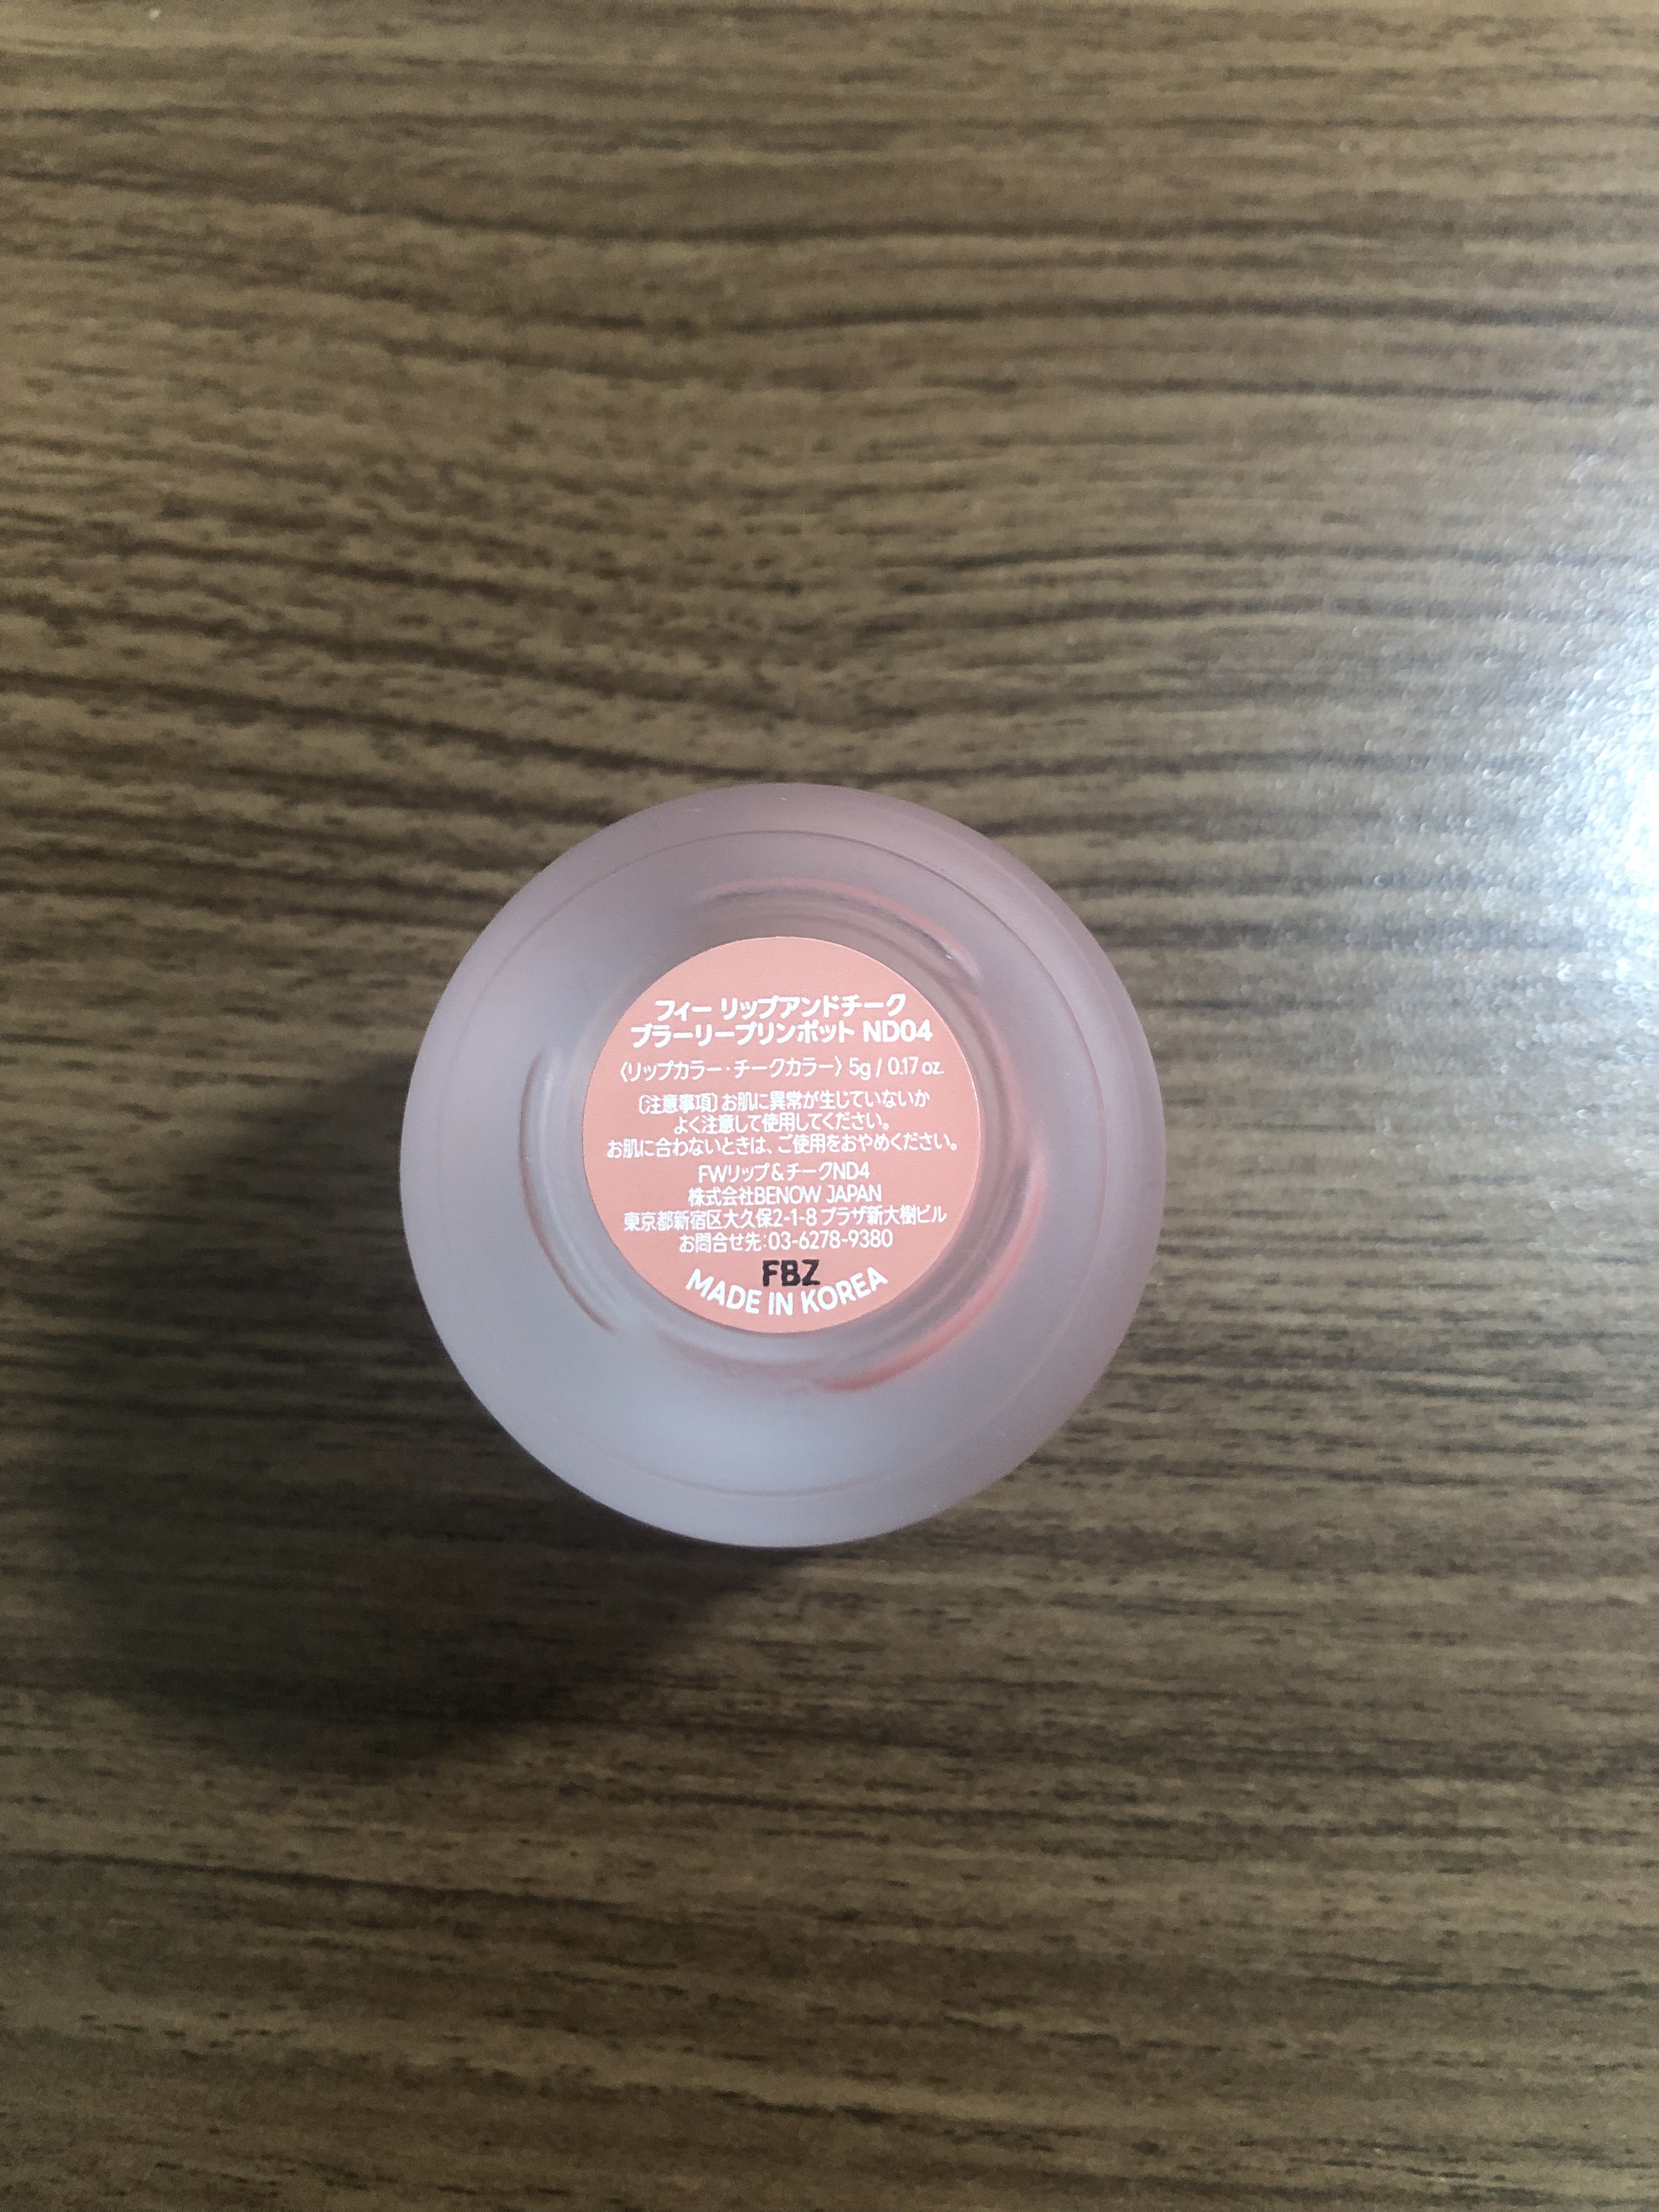 フィー リップアンドチーク
ブラーリープリンポット ND04
〈リップカラー・チークカラー〉 5g / 0.17 oz.
〔注意事項〕お肌に異常が生じていないか
よく注意して使用してください。
お肌に合わないときは、ご使用をおやめください。
FWリップ&チークND4
株式会社BENOW JAPAN
東京都新宿区大久保2-1-8 プラザ新大樹ビル
お問合せ先:03-6278-9380
FBZ
MADE IN KOREA